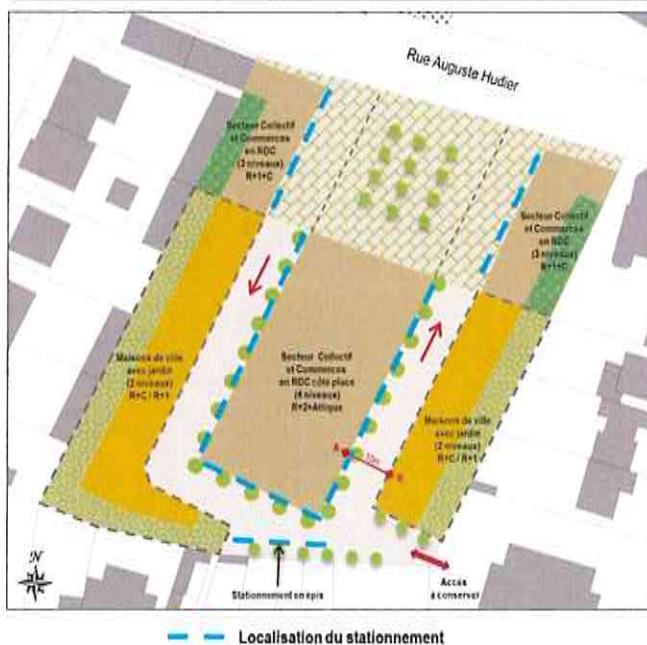 Rue Auguste Hudier
Secteur Collectif
et Commerces
en RDC
(3 niveaux)
R+1+C
Secteur Collectif
et Commerces
en RDC
(3 niveaux)
R+1+C
Secteur Collectif
et Commerces
en RDC côté place
(4 niveaux)
R+2+Attique
Maisons de ville
avec jardin
(2 niveaux)
R+C / R+1
Maisons de ville
avec jardin
(2 niveaux)
R+C / R+1
A
10m
B
N
Stationnement en épis
Accès
à conserver
Localisation du stationnement